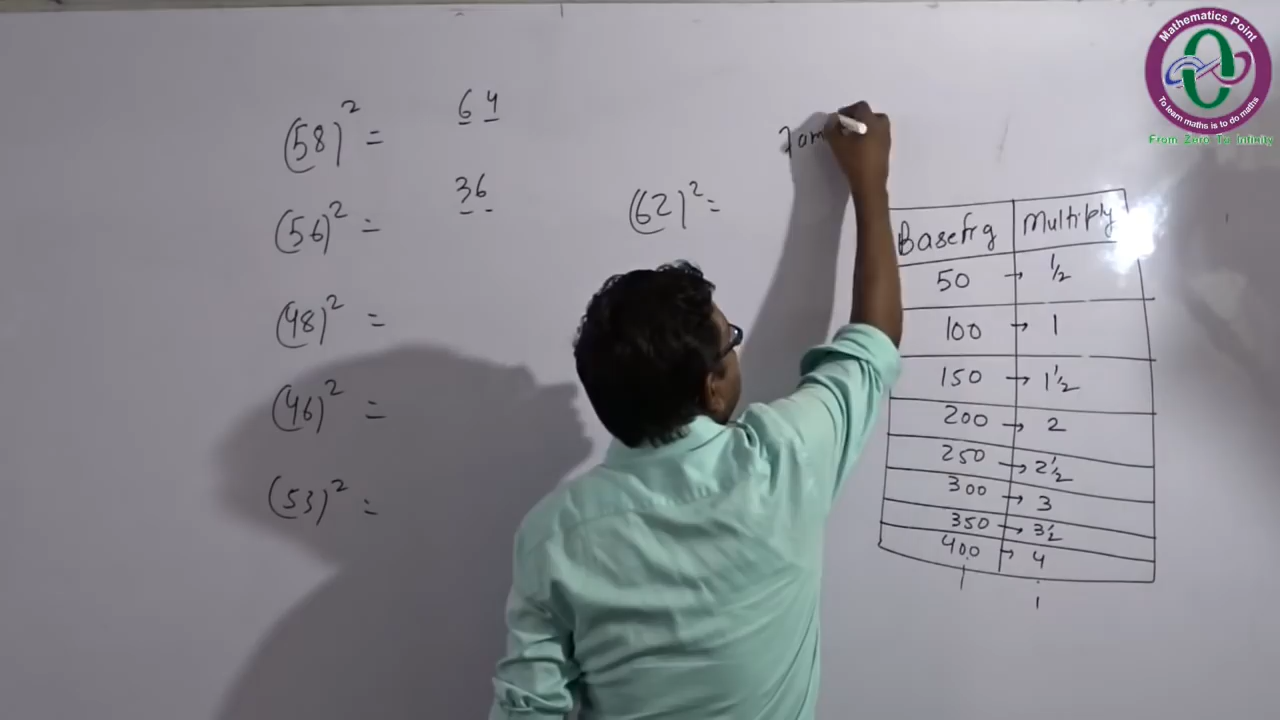 Mathematics Point
To learn maths is to do maths
From Zero To Infinity
(58)² = 64
(56)² = 36
(48)² =
(46)² =
(53)² =
(62)² =
Multiply
50 → ½
100 → 1
150 → 1½
200 → 2
250 → 2½
300 → 3
350 → 3½
400 → 4